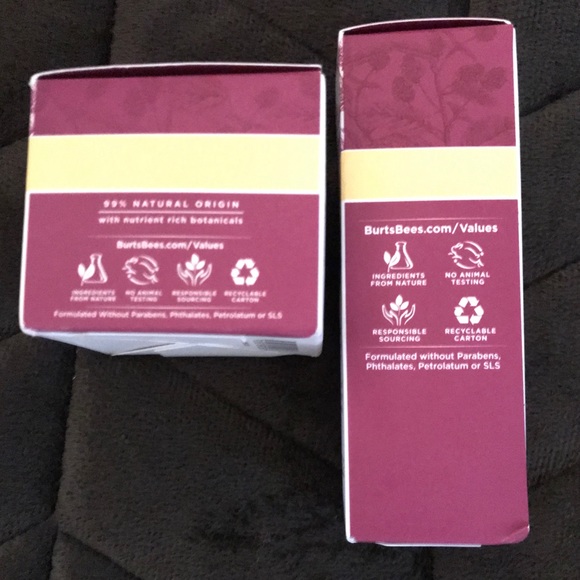 99% NATURAL ORIGIN
with nutrient rich botanicals
BurtsBees.com/Values
INGREDIENTS
FROM NATURE
NO ANIMAL
TESTING
RESPONSIBLE
SOURCING
RECYCLABLE
CARTON
Formulated Without Parabens, Phthalates, Petrolatum or SLS
BurtsBees.com/Values
INGREDIENTS
FROM NATURE
NO ANIMAL
TESTING
RESPONSIBLE
SOURCING
RECYCLABLE
CARTON
Formulated without Parabens,
Phthalates, Petrolatum or SLS